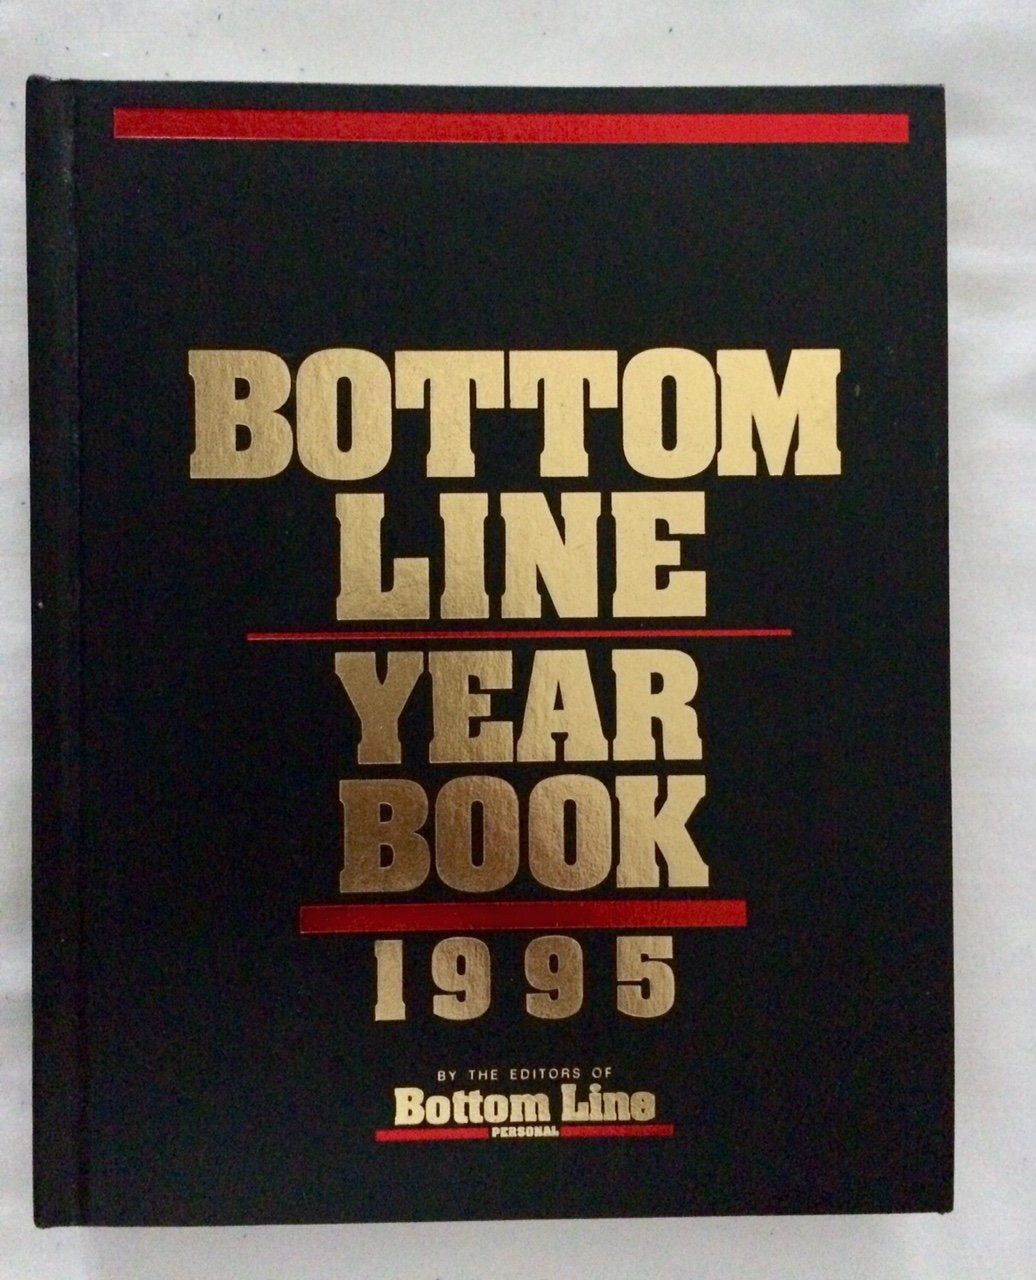 BOTTOM
LINE
YEAR
BOOK
1995
BY THE EDITORS OF
Bottom Line
PERSONAL